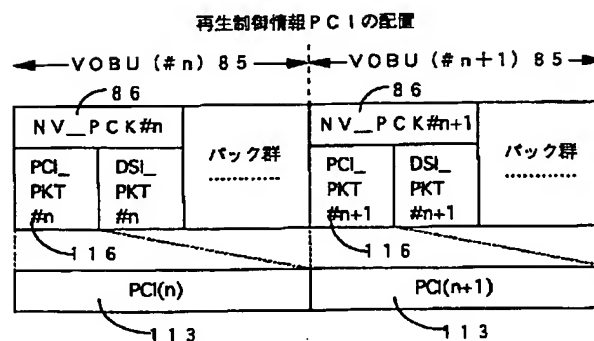 再生制御情報PCIの配置
VOBU(#n)85
VOBU(#n+1)85
86
86
NV_PCK#n
NV_PCK#n+1
PCI_
PKT
#n
DSI_
PKT
#n
パック群
………
PCI_
PKT
#n+1
DSI_
PKT
#n+1
パック群
………
116
116
PCI(n)
PCI(n+1)
113
113